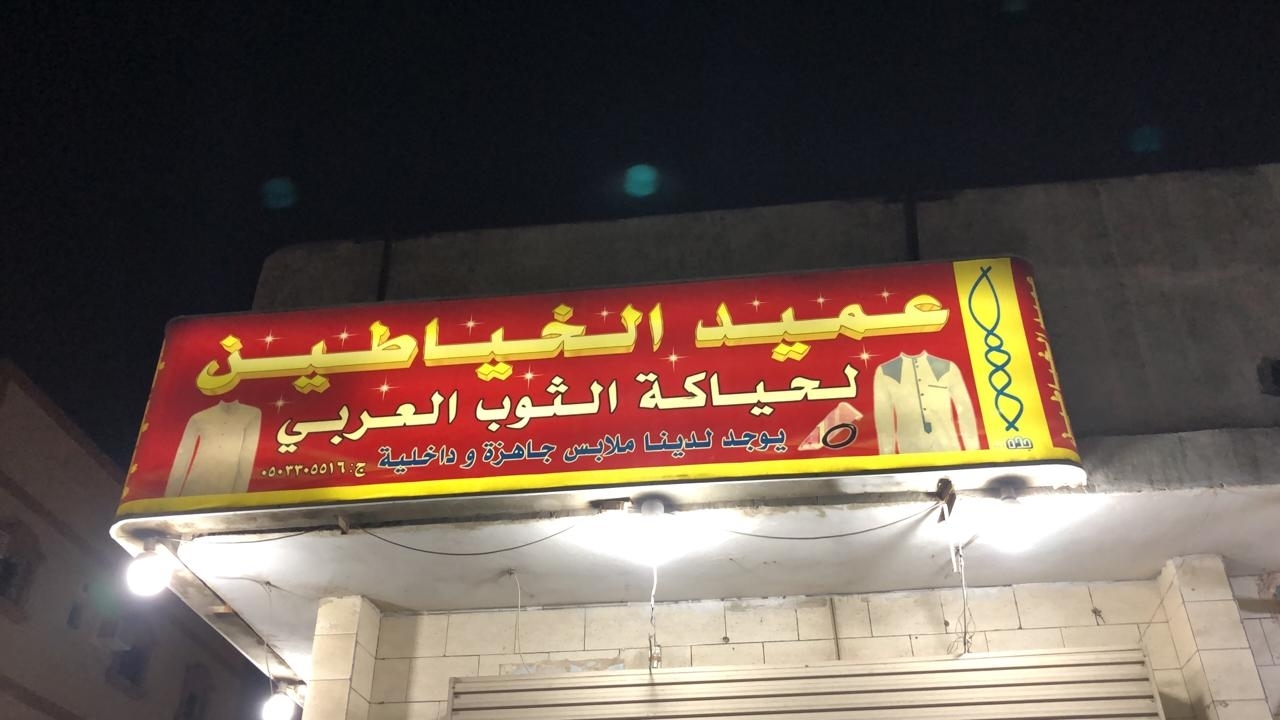 عميد الخياطين
لحياكة الثوب العربي
يوجد لدينا ملابس جاهزة و داخلية
ج: ٠٥٠٣٣٠٥٥١٦